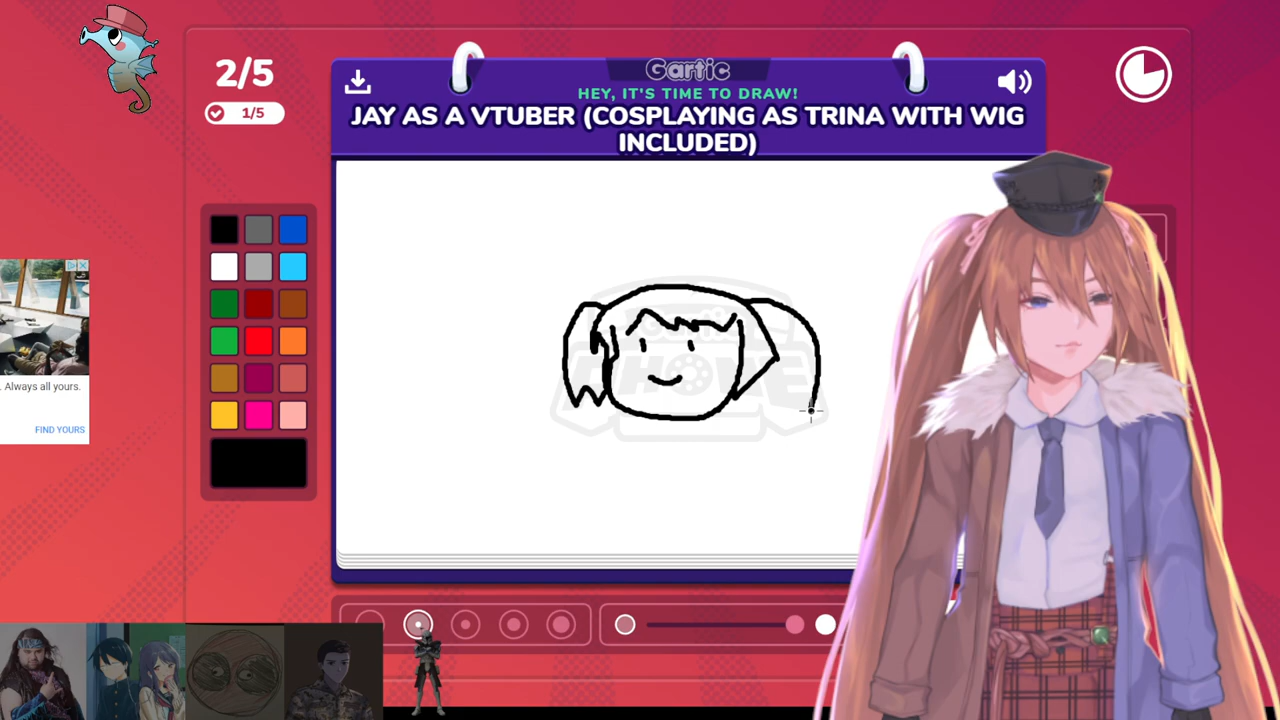 2/5
1/5
Gartic
HEY, IT'S TIME TO DRAW!
JAY AS A VTUBER (COSPLAYING AS TRINA WITH WIG
INCLUDED)
. Always all yours.
FIND YOURS